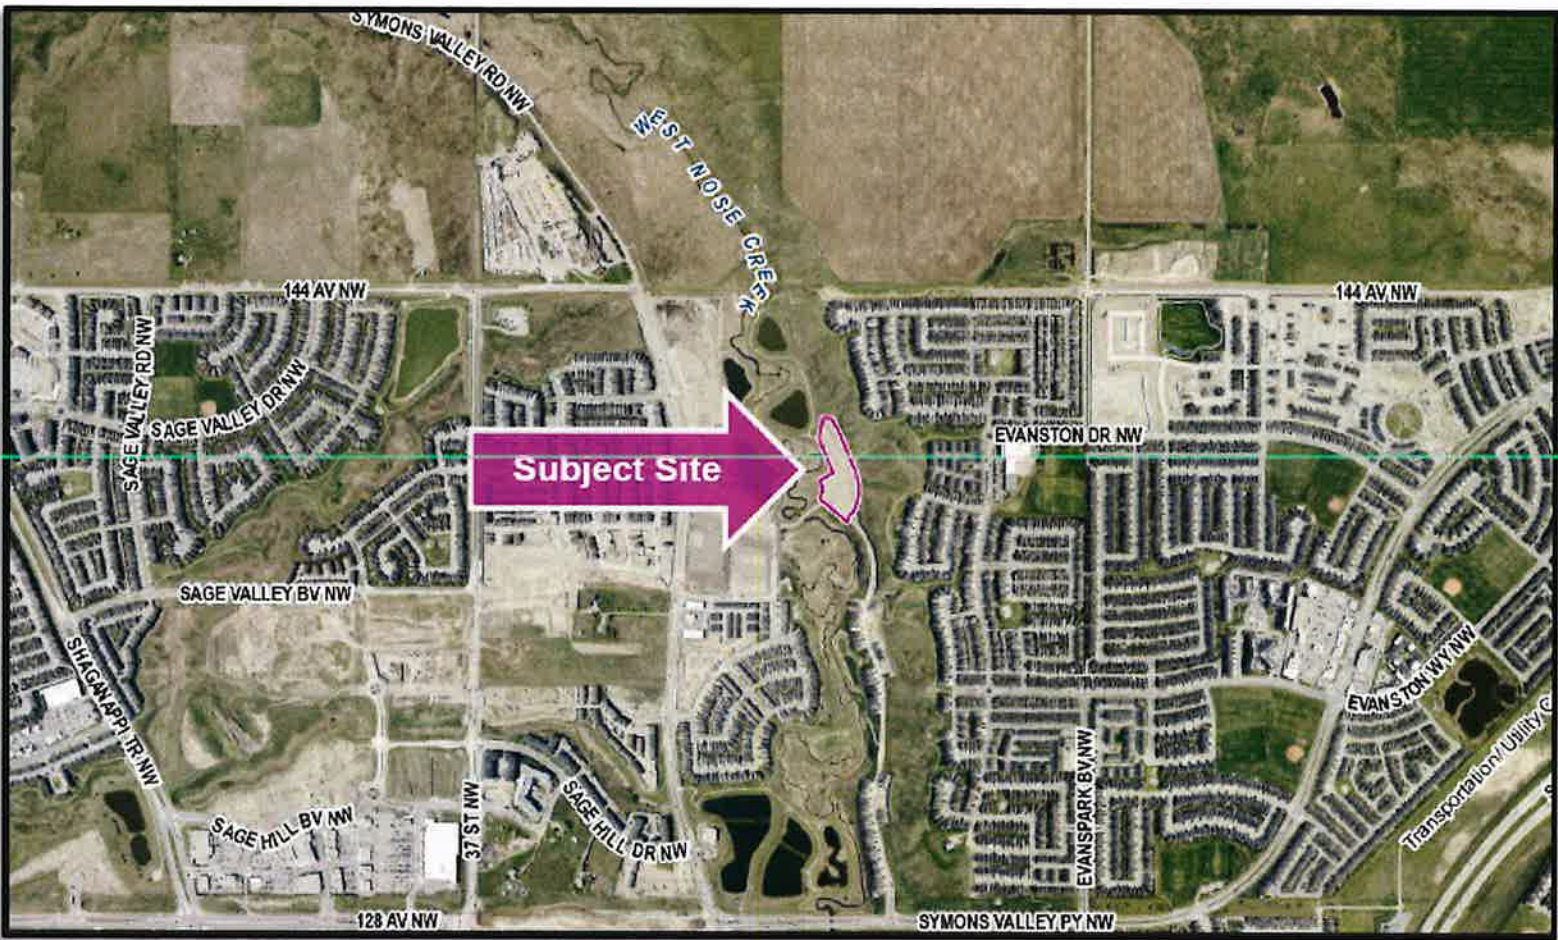 SYMONS VALLEY RD NW
WEST NOSE CREEK
144 AV NW
144 AV NW
SAGE VALLEY RD NW
SAGE VALLEY DR NW
EVANSTON DR NW
Subject Site
SAGE VALLEY BV NW
SHAGANAPPI TR NW
EVANSTON WY NW
Transportation/ Utility C
EVANSPARK BV NW
SAGE HILL BV NW
37 ST NW
SAGE HILL DR NW
128 AV NW
SYMONS VALLEY PY NW